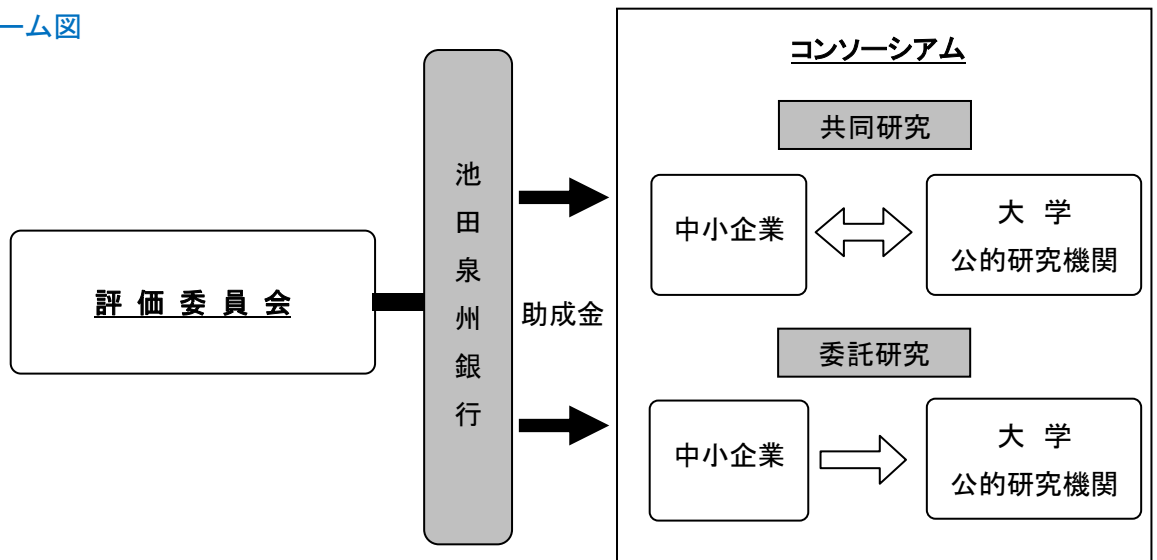 ーム図
コンソーシアム
共同研究
中小企業
大 学
公的研究機関
評 価 委 員 会
池田泉州銀行
助成金
委託研究
中小企業
大 学
公的研究機関